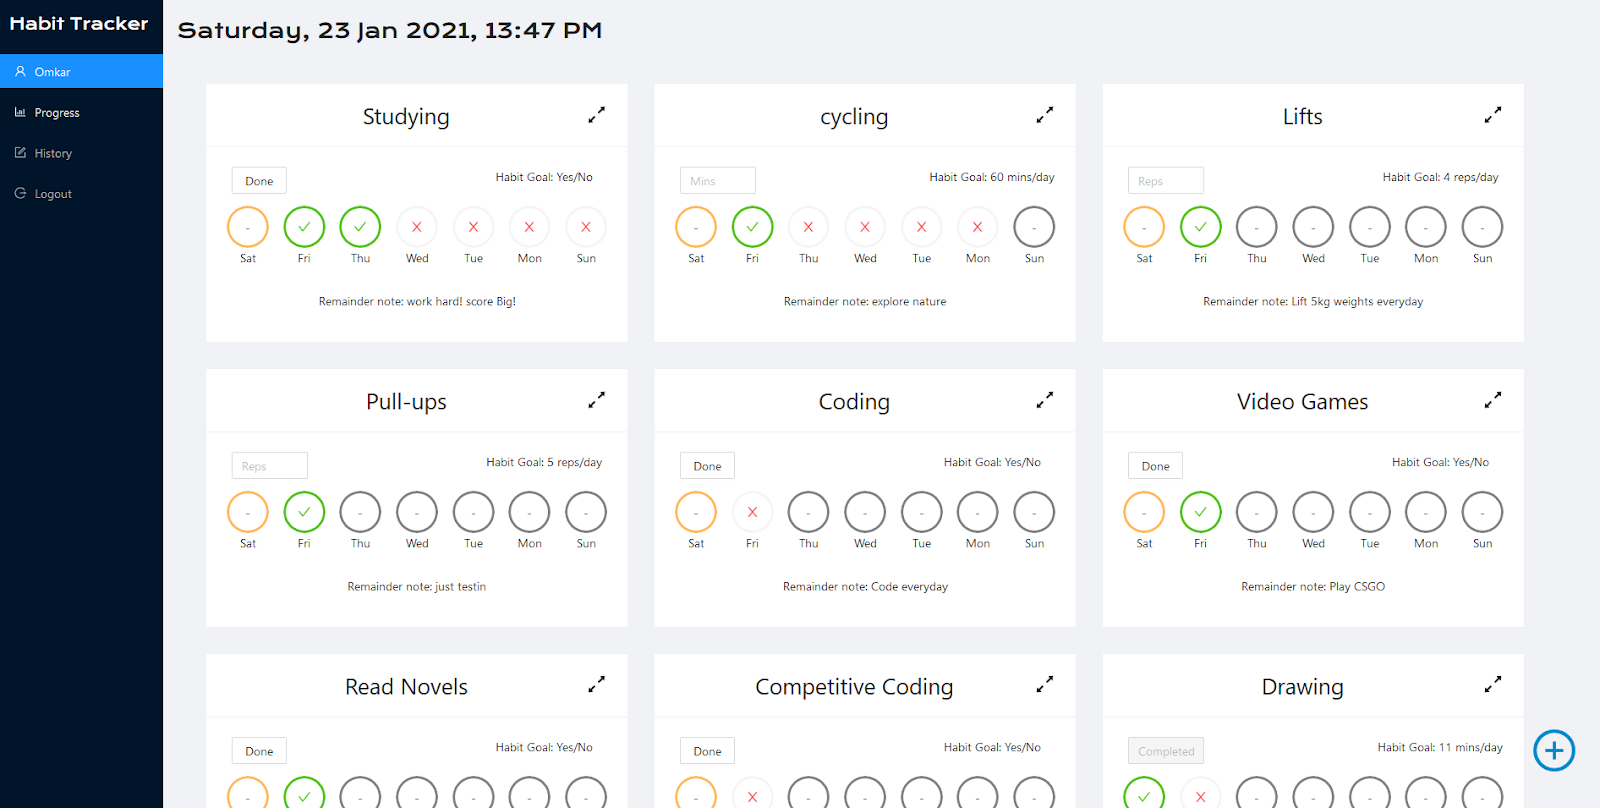 Habit Tracker
Omkar
Progress
History
Logout
Saturday, 23 Jan 2021, 13:47 PM
Studying
Done
Habit Goal: Yes/No
- 
Sat Fri Thu Wed Tue Mon Sun
Remainder note: work hard! score Big!
cycling
Mins
Habit Goal: 60 mins/day
- -
Sat Fri Thu Wed Tue Mon Sun
Remainder note: explore nature
Lifts
Reps
Habit Goal: 4 reps/day
- - - - - -
Sat Fri Thu Wed Tue Mon Sun
Remainder note: Lift 5kg weights everyday
Pull-ups
Reps
Habit Goal: 5 reps/day
- - - - - -
Sat Fri Thu Wed Tue Mon Sun
Remainder note: just testin
Coding
Done
Habit Goal: Yes/No
- - - - - -
Sat Fri Thu Wed Tue Mon Sun
Remainder note: Code everyday
Video Games
Done
Habit Goal: Yes/No
- - - - - -
Sat Fri Thu Wed Tue Mon Sun
Remainder note: Play CSGO
Read Novels
Done
Habit Goal: Yes/No
- - - - - -
Competitive Coding
Done
Habit Goal: Yes/No
- - - - - -
Drawing
Completed
Habit Goal: 11 mins/day
- - - - -